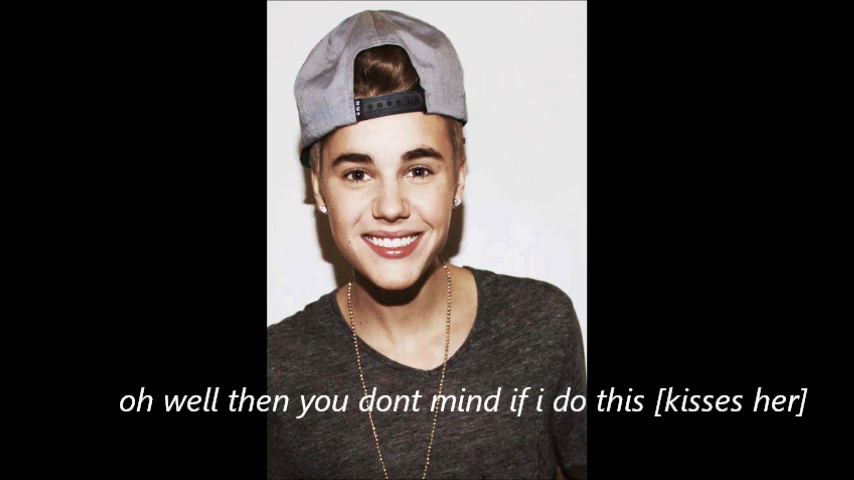 oh well then you dont mind if i do this [kisses her]